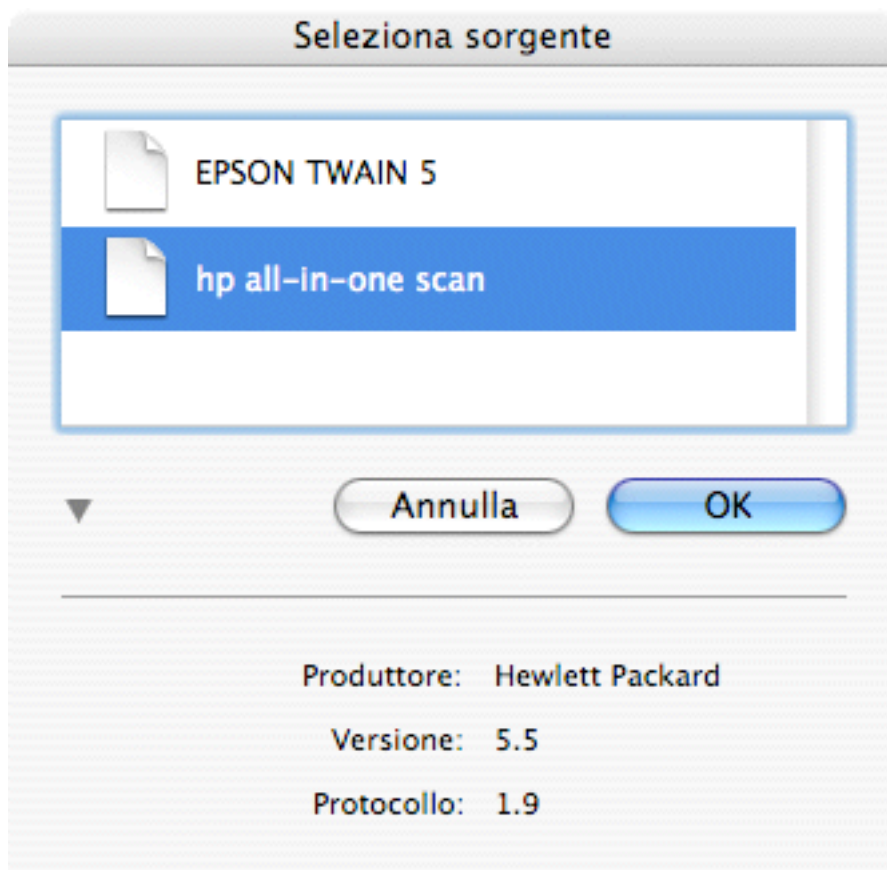 Seleziona sorgente
EPSON TWAIN 5
hp all-in-one scan
Annulla
OK
Produttore: Hewlett Packard
Versione: 5.5
Protocollo: 1.9